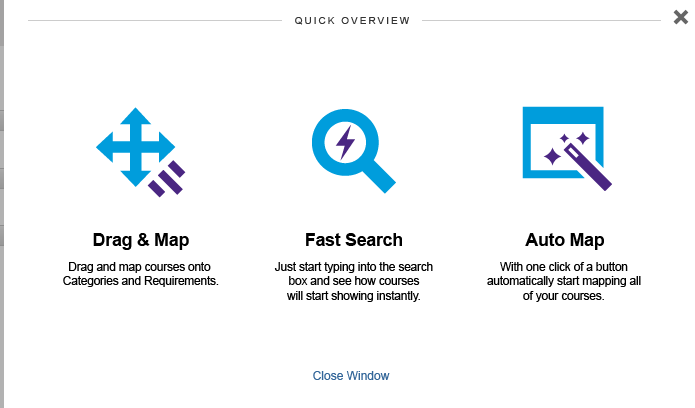 QUICK OVERVIEW
Drag & Map
Drag and map courses onto
Categories and Requirements.
Fast Search
Just start typing into the search
box and see how courses
will start showing instantly.
Auto Map
With one click of a button
automatically start mapping all
of your courses.
Close Window